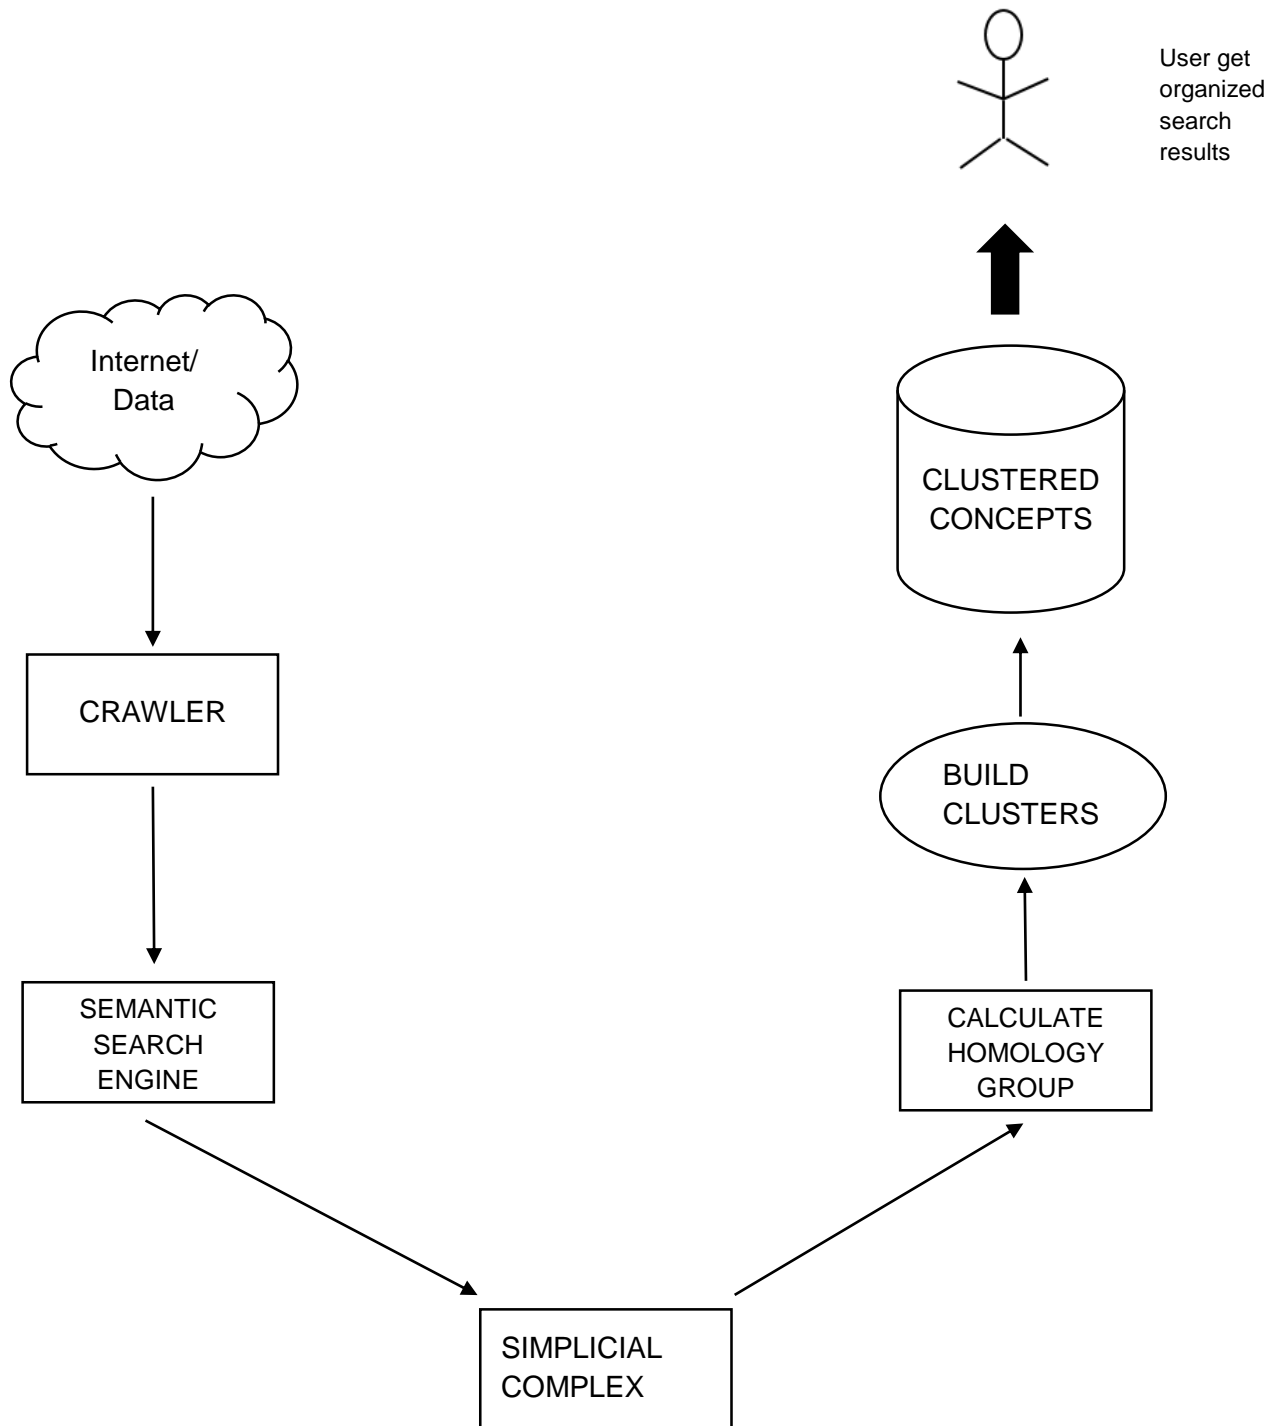 User get
organized
search
results
Internet/
Data
CLUSTERED
CONCEPTS
CRAWLER
BUILD
CLUSTERS
SEMANTIC
SEARCH
ENGINE
CALCULATE
HOMOLOGY
GROUP
SIMPLICIAL
COMPLEX